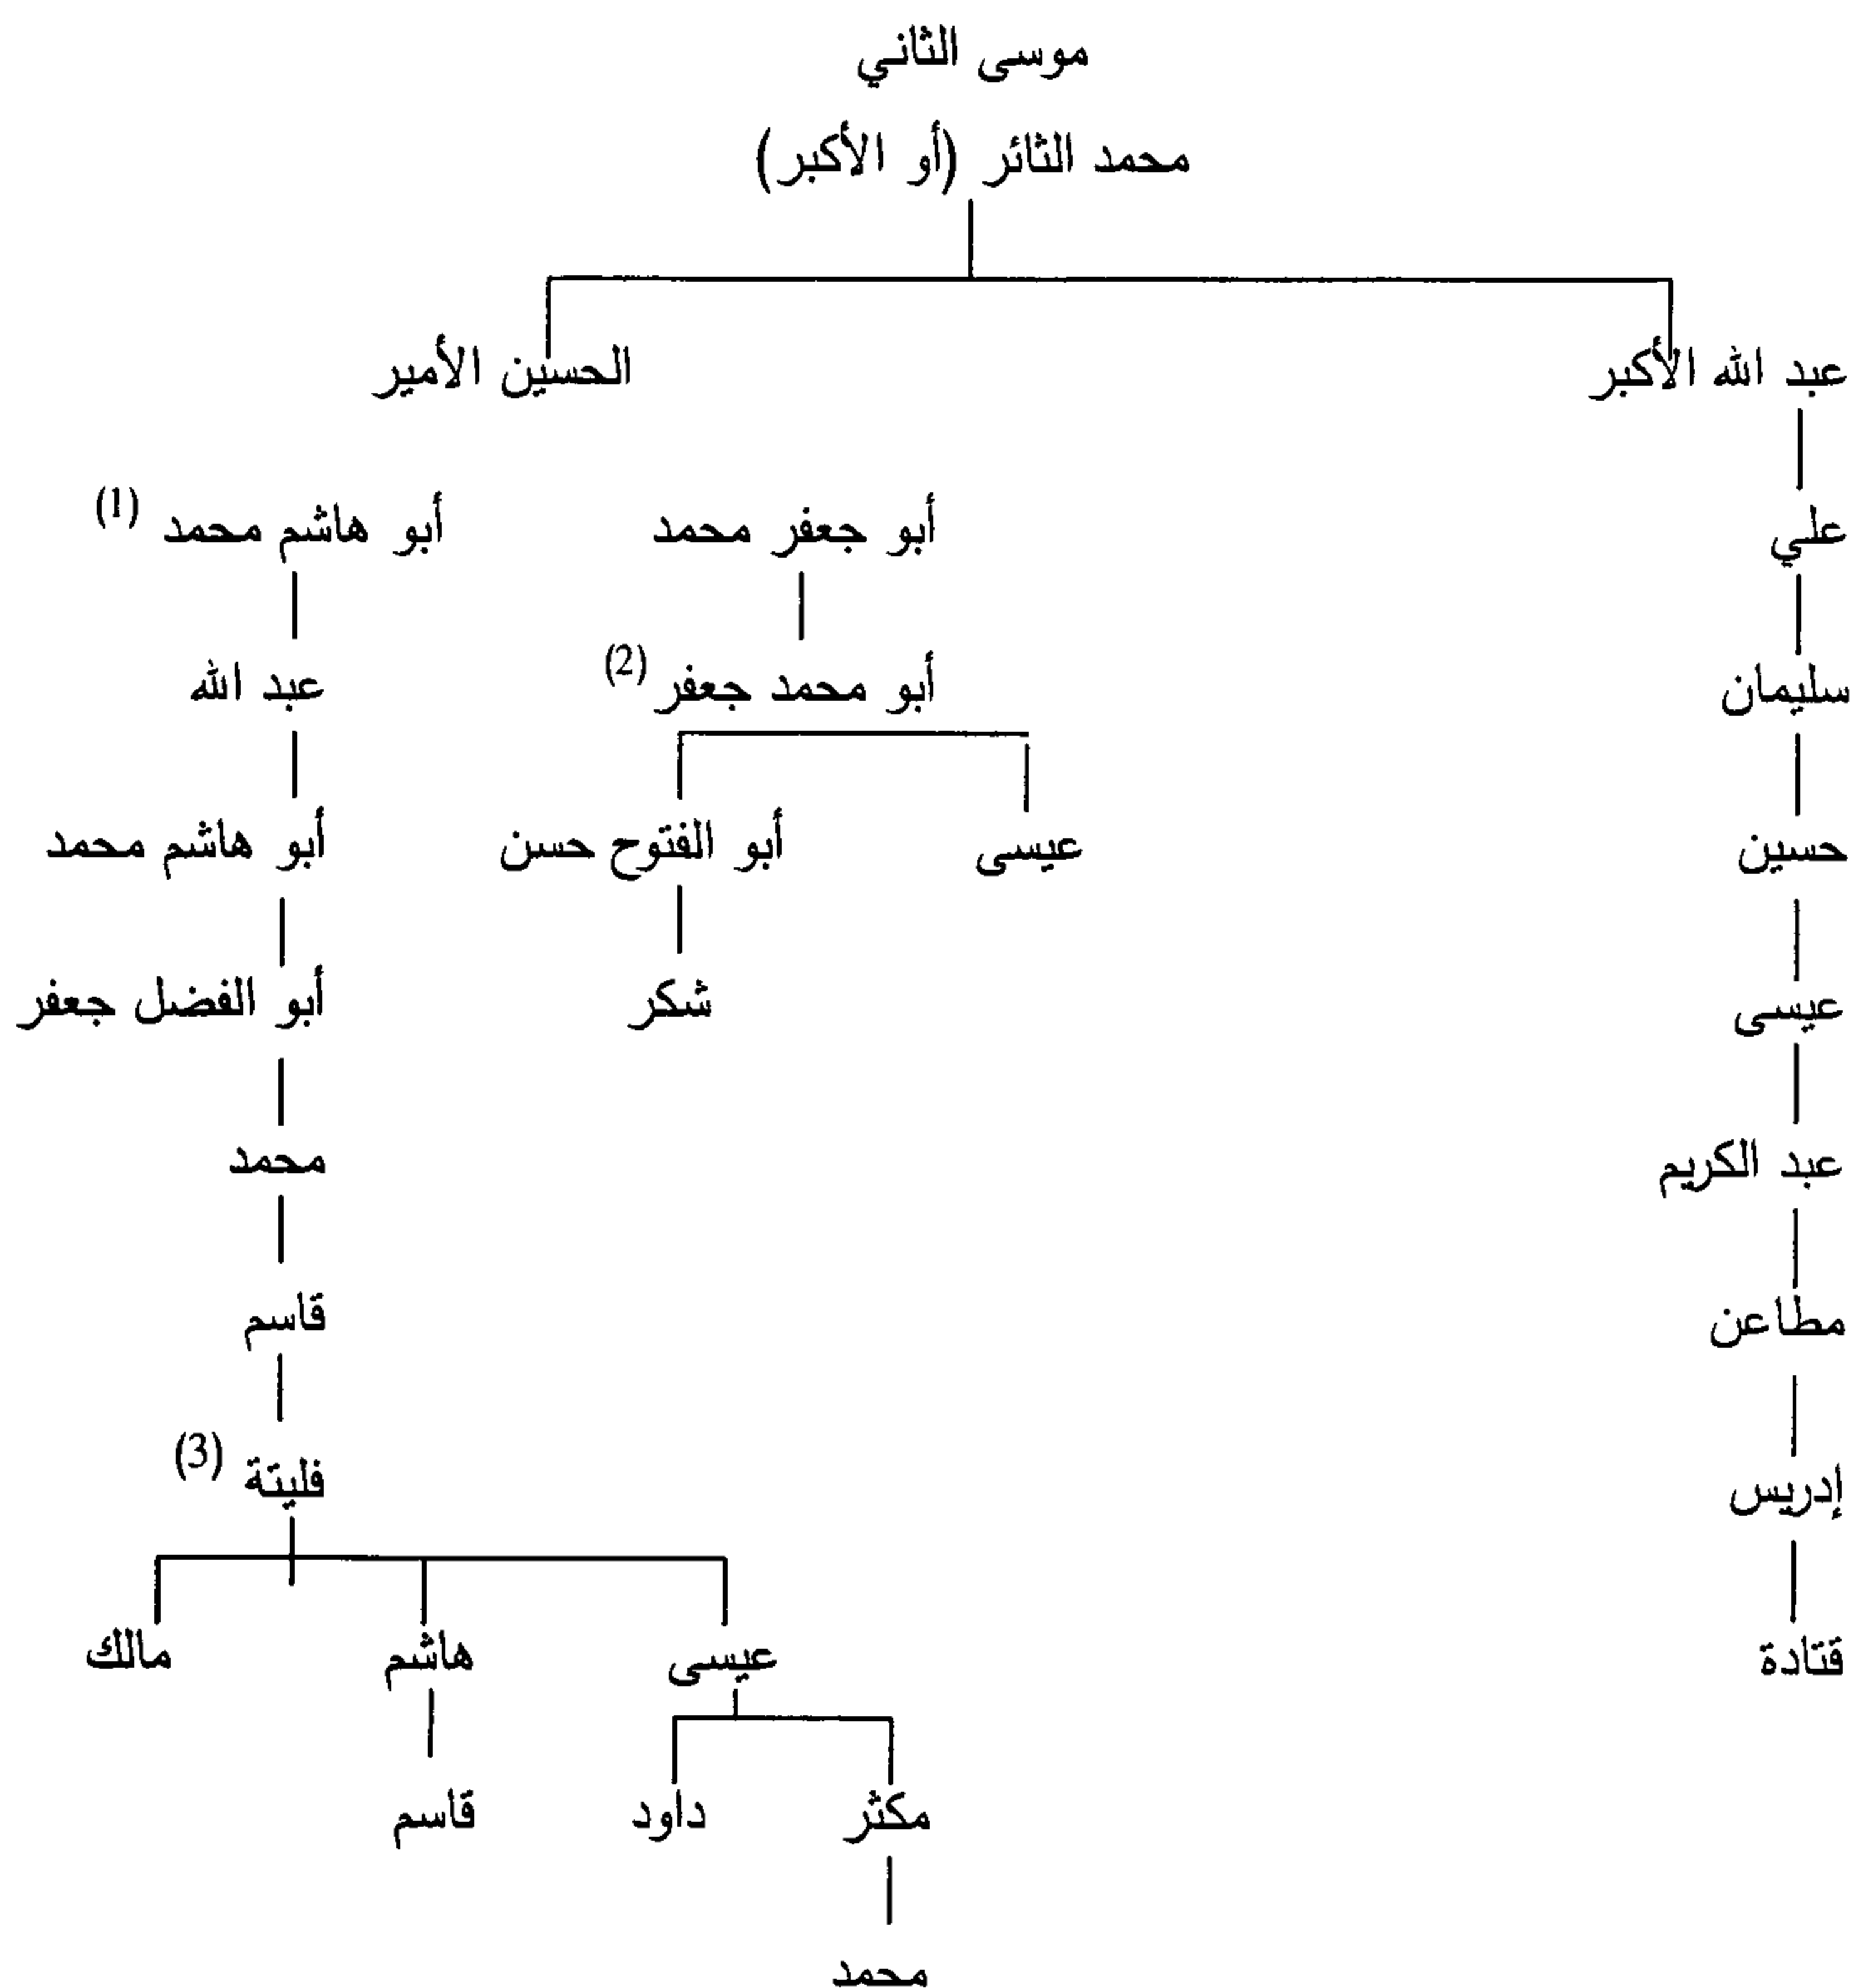 موسى الثاني
محمد الثائر (أو الأكبر)
عبد الله الأكبر
الحسين الأمير
علي
أبو جعفر محمد
أبو هاشم محمد (1)
سليمان
أبو محمد جعفر (2)
عبد الله
حسين
عيسى
أبو الفتوح حسن
أبو هاشم محمد
عيسى
شكر
أبو الفضل جعفر
عبد الكريم
محمد
مطاعن
قاسم
إدريس
فليتة (3)
قتادة
عيسى
هاشم
مالك
مكثر
داود
قاسم
محمد